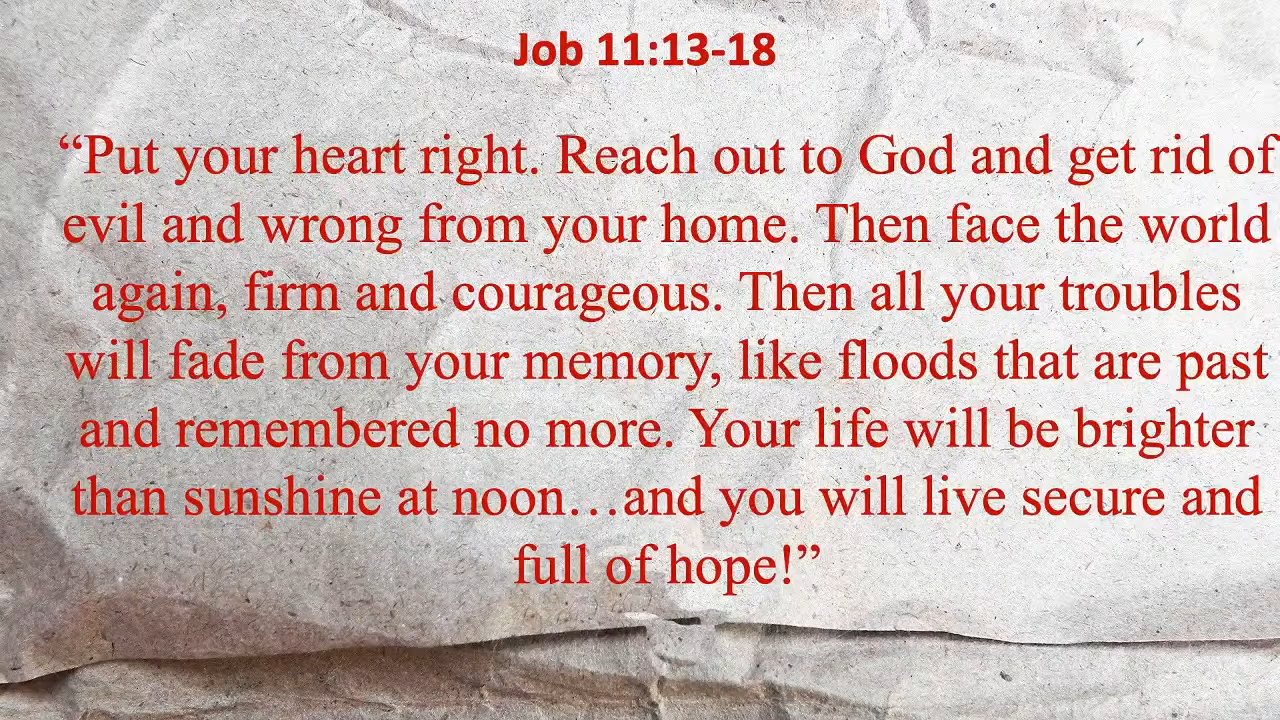 Job 11:13-18
“Put your heart right. Reach out to God and get rid of
evil and wrong from your home. Then face the world
again, firm and courageous. Then all your troubles
will fade from your memory, like floods that are past
and remembered no more. Your life will be brighter
than sunshine at noon…and you will live secure and
full of hope!”